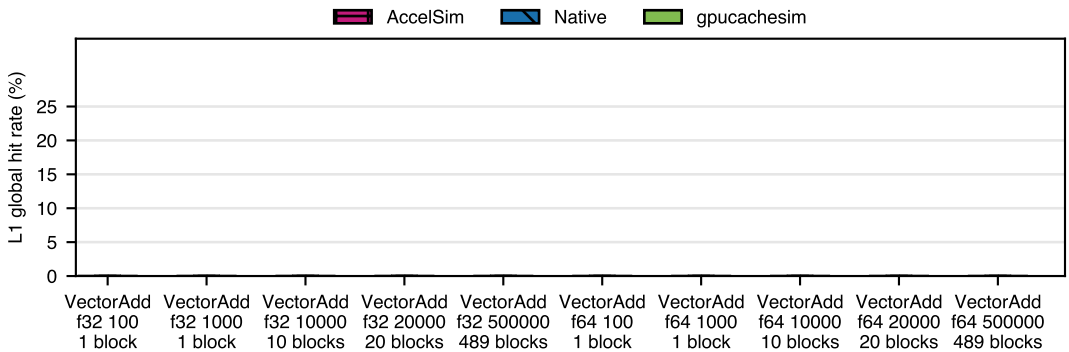 AccelSim Native gpucachesim
L1 global hit rate (%)
25
20
15
10
5
0
VectorAdd VectorAdd VectorAdd VectorAdd VectorAdd VectorAdd VectorAdd VectorAdd VectorAdd VectorAdd
f32 100 f32 1000 f32 10000 f32 20000 f32 500000 f64 100 f64 1000 f64 10000 f64 20000 f64 500000
1 block 1 block 10 blocks 20 blocks 489 blocks 1 block 1 block 10 blocks 20 blocks 489 blocks